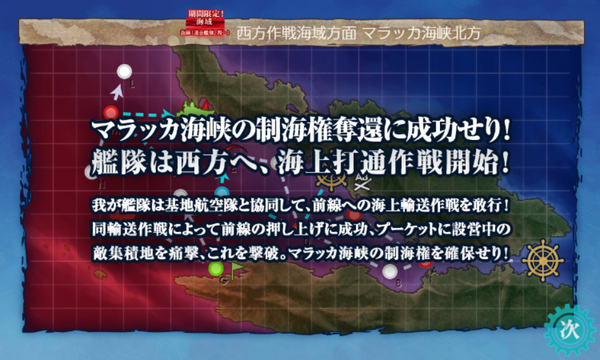 期間限定!
海域
西方作戦海域方面 マラッカ海峡北方
マラッカ海峡の制海権奪還に成功せり!
艦隊は西方へ、海上打通作戦開始!
我が艦隊は基地航空隊と協同して、前線への海上輸送作戦を敢行!
同輸送作戦によって前線の押し上げに成功、プーケットに設営中の
敵集積地を痛撃、これを撃破。マラッカ海峡の制海権を確保せり!
次